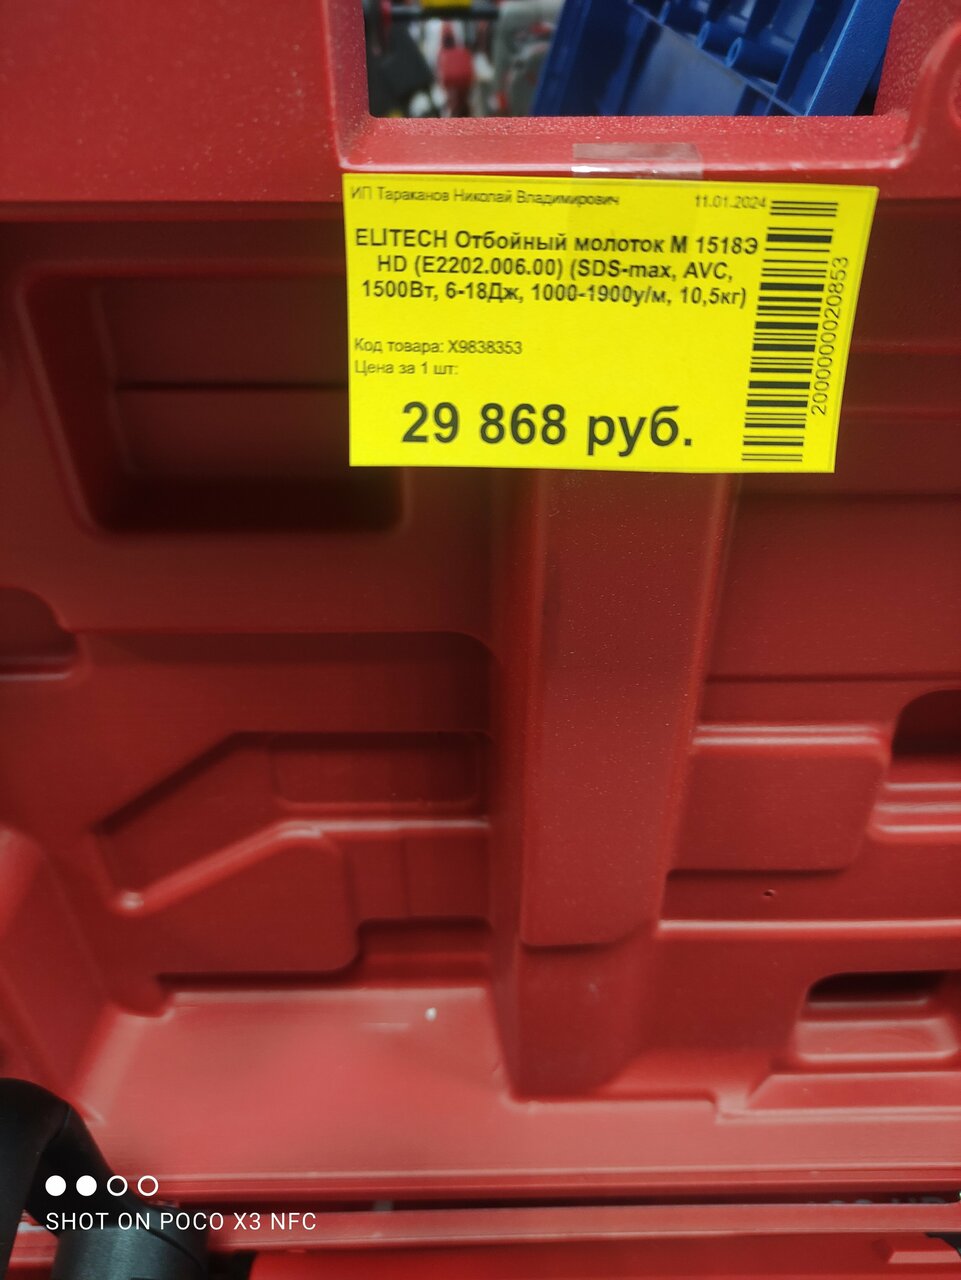 ИП Тараканов Николай Владимирович 11.01.2024
ELITECH Отбойный молоток М 1518Э
HD (E2202.006.00) (SDS-max, AVC,
1500Вт, 6-18Дж, 1000-1900у/м, 10,5кг)
Код товара: X9838353
Цена за 1 шт:
29 868 руб.
2000000020853
SHOT ON POCO X3 NFC